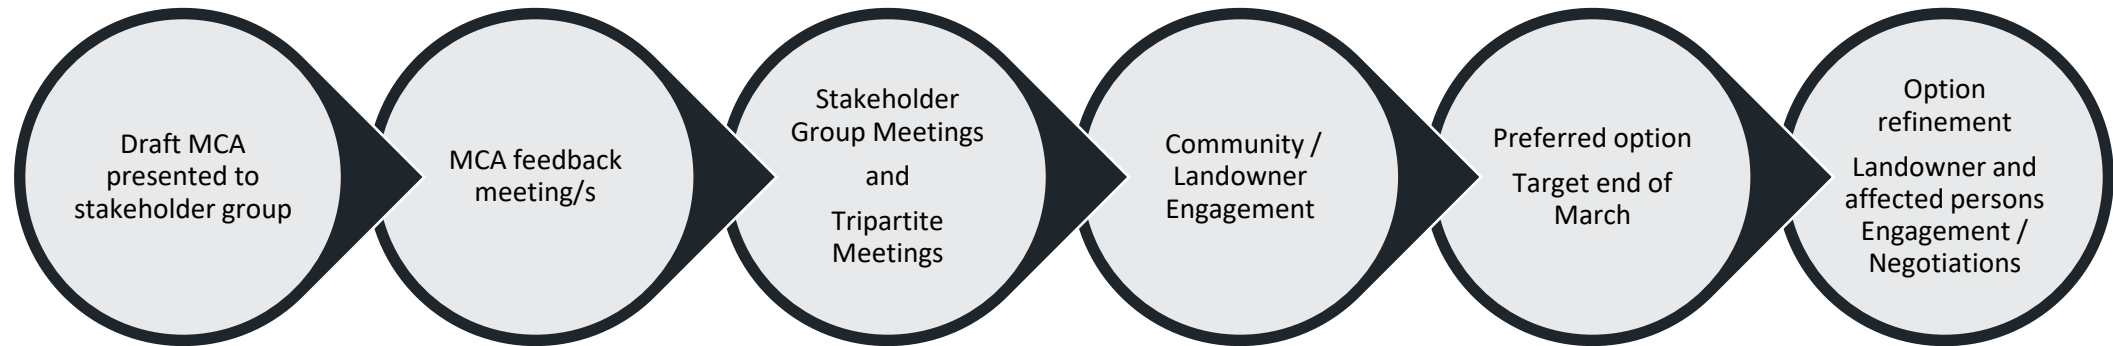 Draft MCA
presented to
stakeholder group
MCA feedback
meeting/s
Stakeholder
Group Meetings
and
Tripartite
Meetings
Community /
Landowner
Engagement
Preferred option
Target end of
March
Option
refinement
Landowner and
affected persons
Engagement /
Negotiations